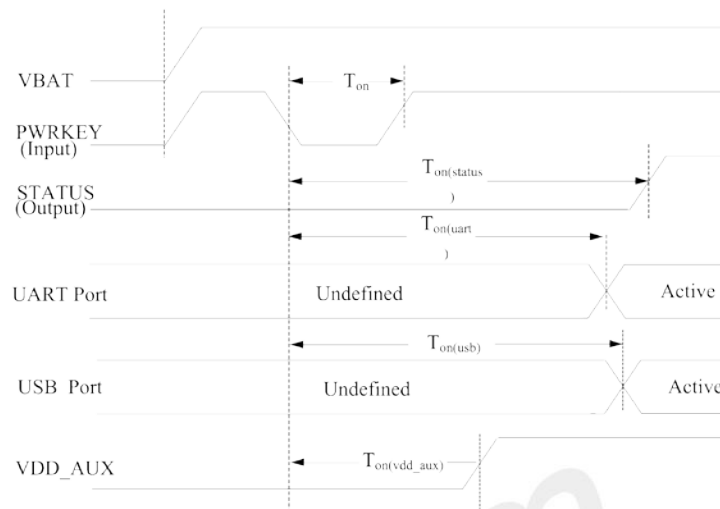 VBAT
Ton
PWRKEY
(Input)
Ton(status
)
STATUS
(Output)
Ton(uart
)
UART Port
Undefined
Active
Ton(usb)
USB Port
Undefined
Active
VDD_AUX
Ton(vdd_aux)